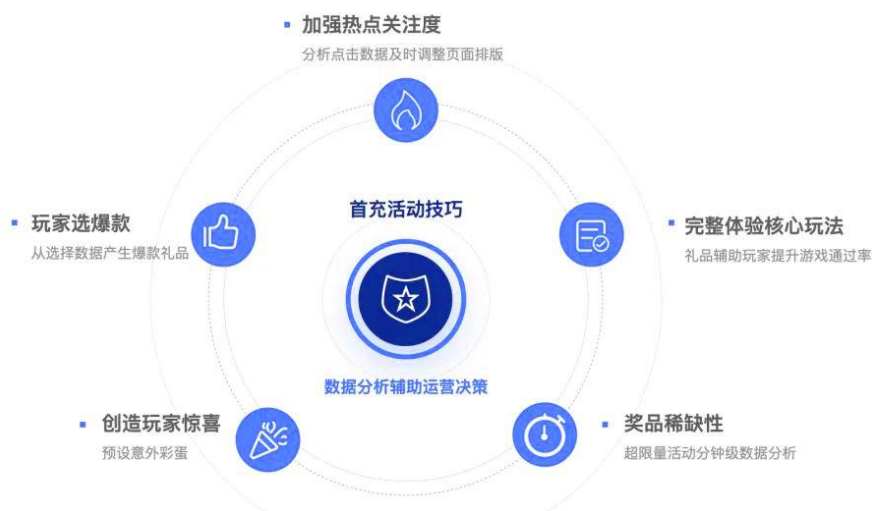 加强热点关注度
分析点击数据及时调整页面排版
玩家选爆款
从选择数据产生爆款礼品
首充活动技巧
完整体验核心玩法
礼品辅助玩家提升游戏通过率
数据分析辅助运营决策
创造玩家惊喜
预设意外彩蛋
奖品稀缺性
超限量活动分钟级数据分析